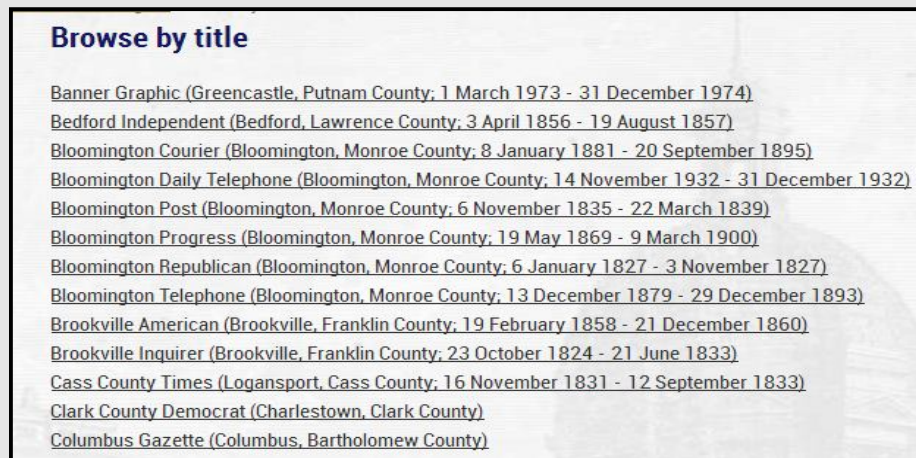 Browse by title
Banner Graphic (Greencastle, Putnam County; 1 March 1973 - 31 December 1974)
Bedford Independent (Bedford, Lawrence County; 3 April 1856 - 19 August 1857)
Bloomington Courier (Bloomington, Monroe County; 8 January 1881 - 20 September 1895)
Bloomington Daily Telephone (Bloomington, Monroe County; 14 November 1932 - 31 December 1932)
Bloomington Post (Bloomington, Monroe County; 6 November 1835 - 22 March 1839)
Bloomington Progress (Bloomington, Monroe County; 19 May 1869 - 9 March 1900)
Bloomington Republican (Bloomington, Monroe County; 6 January 1827 - 3 November 1827)
Bloomington Telephone (Bloomington, Monroe County; 13 December 1879 - 29 December 1893)
Brookville American (Brookville, Franklin County; 19 February 1858 - 21 December 1860)
Brookville Inquirer (Brookville, Franklin County; 23 October 1824 - 21 June 1833)
Cass County Times (Logansport, Cass County; 16 November 1831 - 12 September 1833)
Clark County Democrat (Charlestown, Clark County)
Columbus Gazette (Columbus, Bartholomew County)